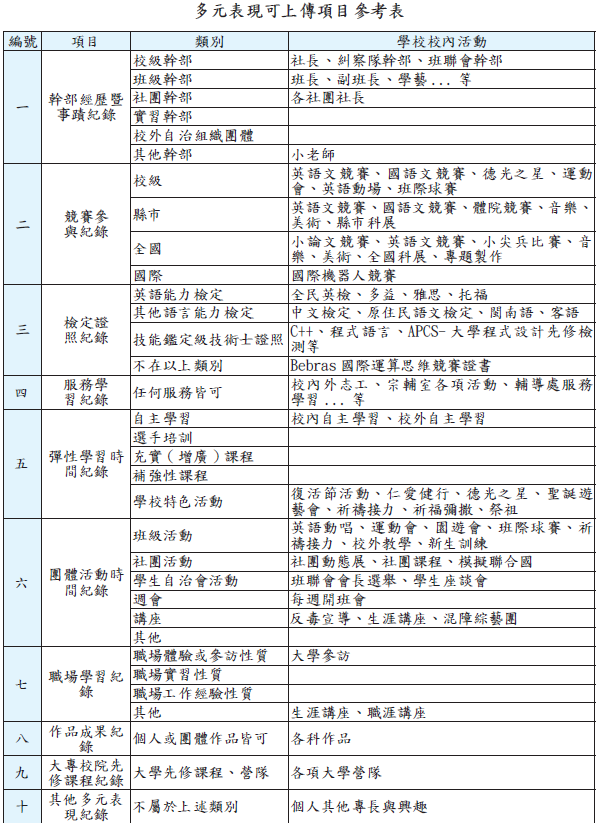 多元表現可上傳項目參考表
編號 項目 類別 學校校內活動
一 幹部經歷暨
事蹟紀錄
校級幹部 社長、糾察隊幹部、班聯會幹部
班級幹部 班長、副班長、學藝...等
社團幹部 各社團社長
實習幹部
校外自治組織團體
其他幹部 小老師
二 競賽參
與紀錄
校級 英語文競賽、國語文競賽、德光之星、運動
會、英語動場、班際球賽
縣市 英語文競賽、國語文競賽、體院競賽、音樂、
美術、縣市科展
全國 小論文競賽、英語文競賽、小尖兵比賽、音
樂、美術、全國科展、專題製作
國際 國際機器人競賽
三 檢定證
照紀錄
英語能力檢定 全民英檢、多益、雅思、托福
其他語言能力檢定 中文檢定、原住民語文檢定、閩南語、客語
技能鑑定級技術士證照 C++、程式語言、APCS-大學程式設計先修檢
測等
不在以上類別 Bebras國際運算思維競賽證書
四 服務學
習紀錄
任何服務皆可 校內外志工、宗輔室各項活動、輔導處服務
學習...等
五 彈性學習時
間紀錄
自主學習 校內自主學習、校外自主學習
選手培訓
充實(增廣)課程
補強性課程
學校特色活動 復活節活動、仁愛健行、德光之星、聖誕遊
藝會、祈禱接力、祈福彌撒、祭祖
六 團體活動時
間紀錄
班級活動 英語動唱、運動會、園遊會、班際球賽、祈
禱接力、校外教學、新生訓練
社團活動 社團動態展、社團課程、模擬聯合國
學生自治會活動 班聯會會長選舉、學生座談會
週會 每週開班會
講座 反毒宣導、生涯講座、混障綜藝團
其他
七 職場學習紀
錄
職場體驗或參訪性質 大學參訪
職場實習性質
職場工作經驗性質
其他 生涯講座、職涯講座
八 作品成果紀
錄
個人或團體作品皆可 各科作品
九 大專校院先
修課程紀錄
大學先修課程、營隊 各項大學營隊
十 其他多元表
現紀錄
不屬於上述類別 個人其他專長與興趣